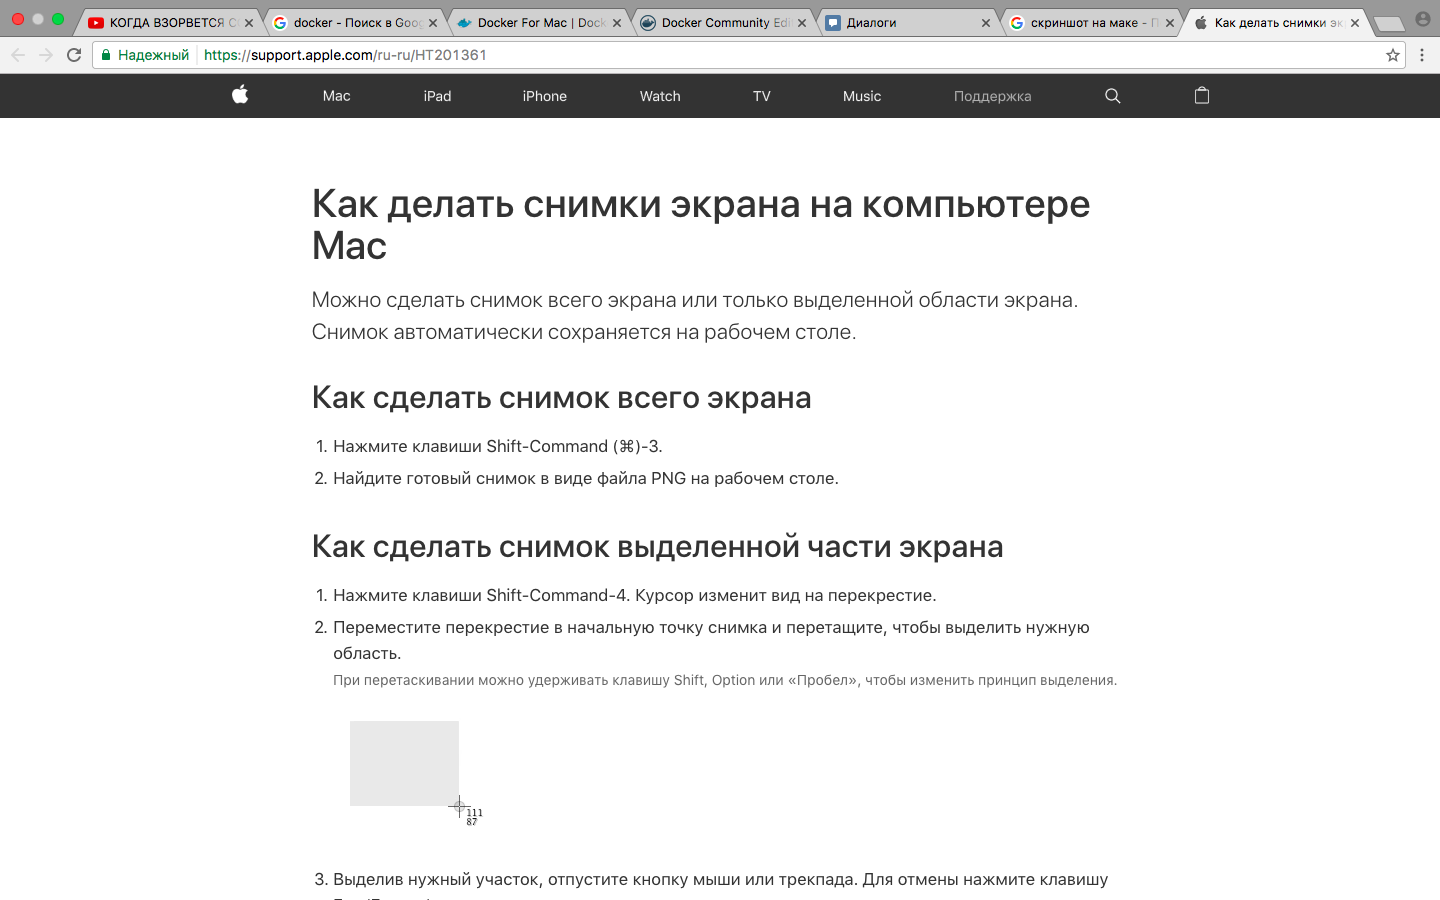 КОГДА ВЗОРВЕТСЯ
docker - Поиск в Goog
Docker For Mac | Dock
Docker Community Edi
Диалоги
скриншот на маке -
Как делать снимки эк
Надежный
https://support.apple.com/ru-ru/HT201361
Mac
iPad
iPhone
Watch
TV
Music
Поддержка
Как делать снимки экрана на компьютере
Mac
Можно сделать снимок всего экрана или только выделенной области экрана.
Снимок автоматически сохраняется на рабочем столе.
Как сделать снимок всего экрана
1. Нажмите клавиши Shift-Command (⌘)-3.
2. Найдите готовый снимок в виде файла PNG на рабочем столе.
Как сделать снимок выделенной части экрана
1. Нажмите клавиши Shift-Command-4. Курсор изменит вид на перекрестие.
2. Переместите перекрестие в начальную точку снимка и перетащите, чтобы выделить нужную
область.
При перетаскивании можно удерживать клавишу Shift, Option или «Пробел», чтобы изменить принцип выделения.
111
87
3. Выделив нужный участок, отпустите кнопку мыши или трекпада. Для отмены нажмите клавишу